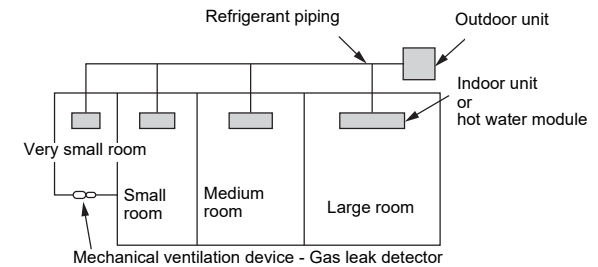 Refrigerant piping
Outdoor unit
Indoor unit
or
hot water module
Very small room
Small
room
Medium
room
Large room
Mechanical ventilation device - Gas leak detector